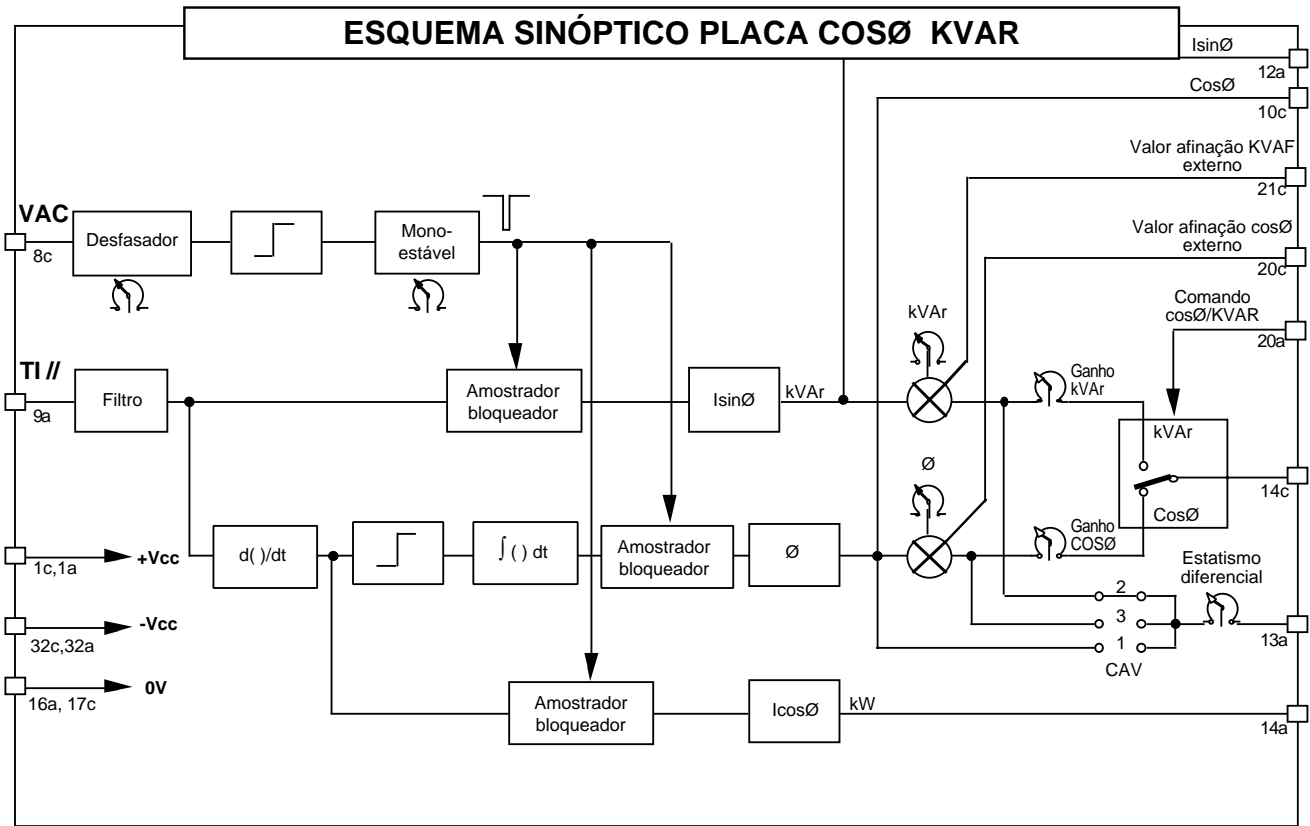 ESQUEMA SINÓPTICO PLACA COSØ KVAR
IsinØ
12a
CosØ
10c
Valor afinação KVAF
externo
21c
Valor afinação cosØ
externo
20c
Comando
cosØ/KVAR
20a
VAC
8c
Desfasador
Mono-
estável
kVAr
TI //
9a
Filtro
Amostrador
bloqueador
IsinØ
kVAr
Ganho
kVAr
kVAr
CosØ
14c
Ø
1c,1a
+Vcc
d( )/dt
∫( ) dt
Amostrador
bloqueador
Ø
Ganho
COSØ
Estatismo
diferencial
2
3
1
CAV
13a
-Vcc
32c,32a
0V
16a, 17c
Amostrador
bloqueador
IcosØ
kW
14a